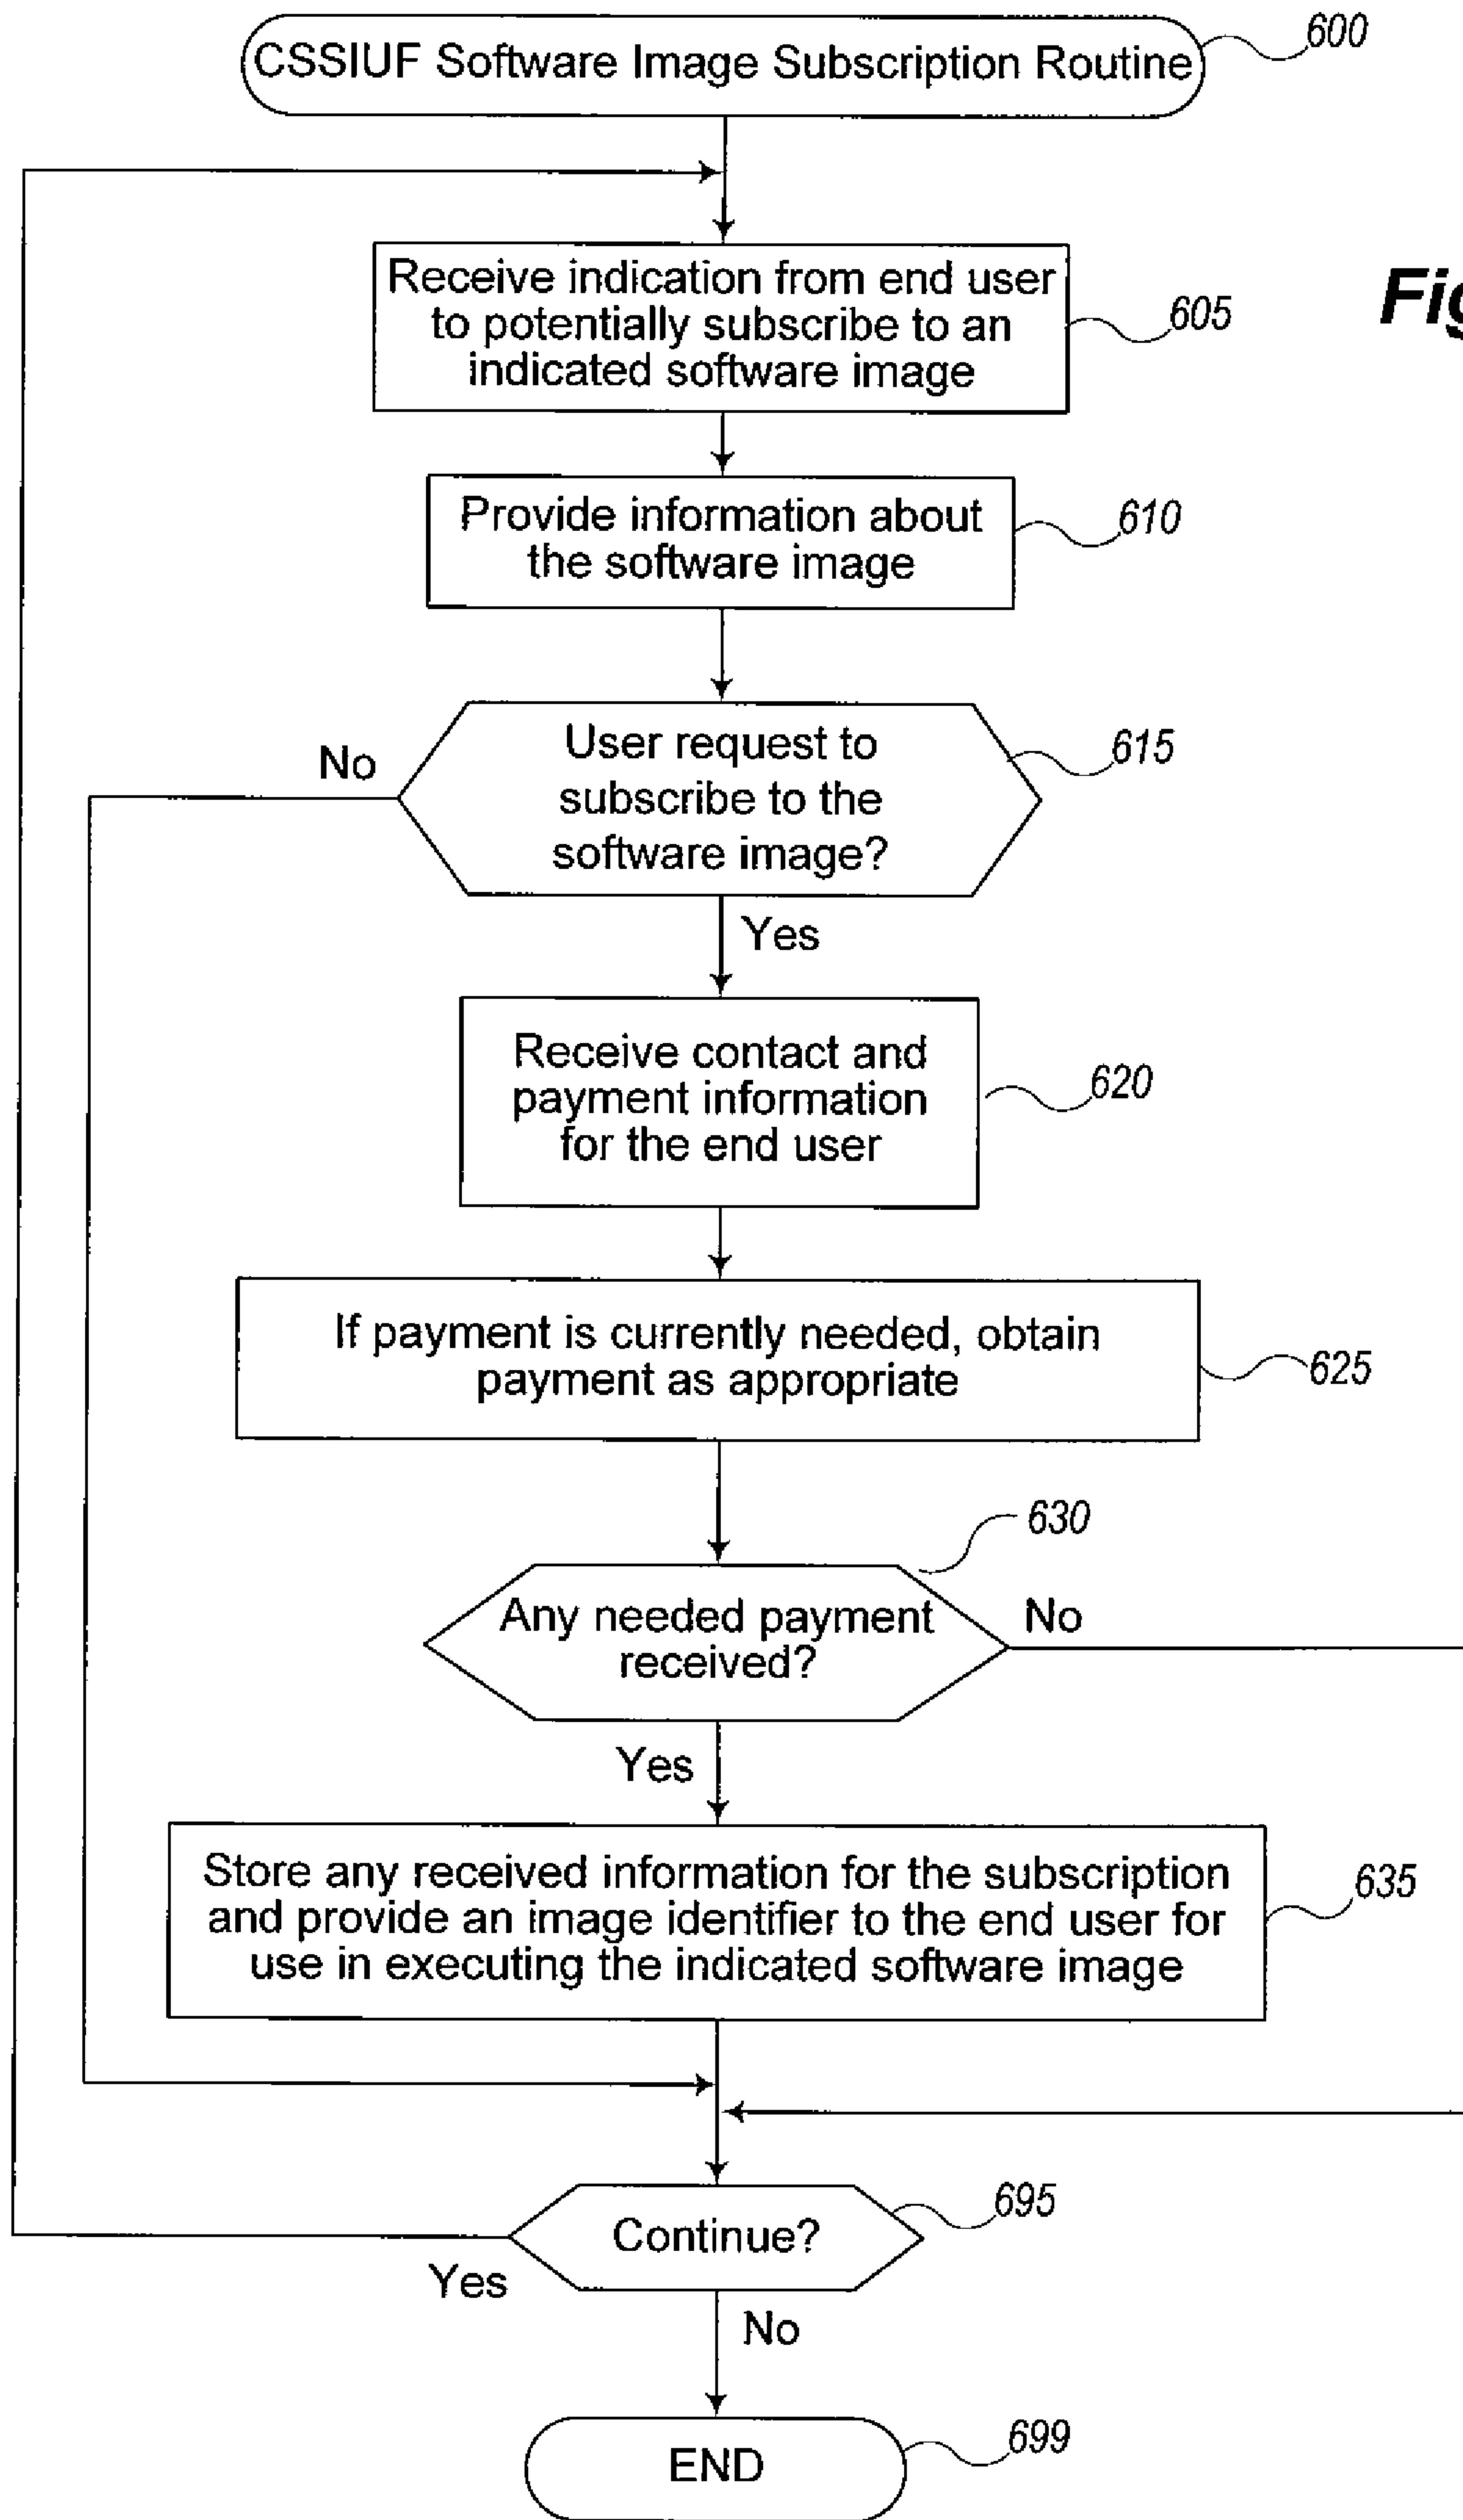 CSSIUF Software Image Subscription Routine
600
Receive indication from end user
to potentially subscribe to an
indicated software image
605
Fig
Provide information about
the software image
610
User request to
subscribe to the
software image?
615
No
Yes
Receive contact and
payment information
for the end user
620
If payment is currently needed, obtain
payment as appropriate
625
630
Any needed payment
received?
No
Yes
Store any received information for the subscription
and provide an image identifier to the end user for
use in executing the indicated software image
635
695
Continue?
Yes
No
END
699